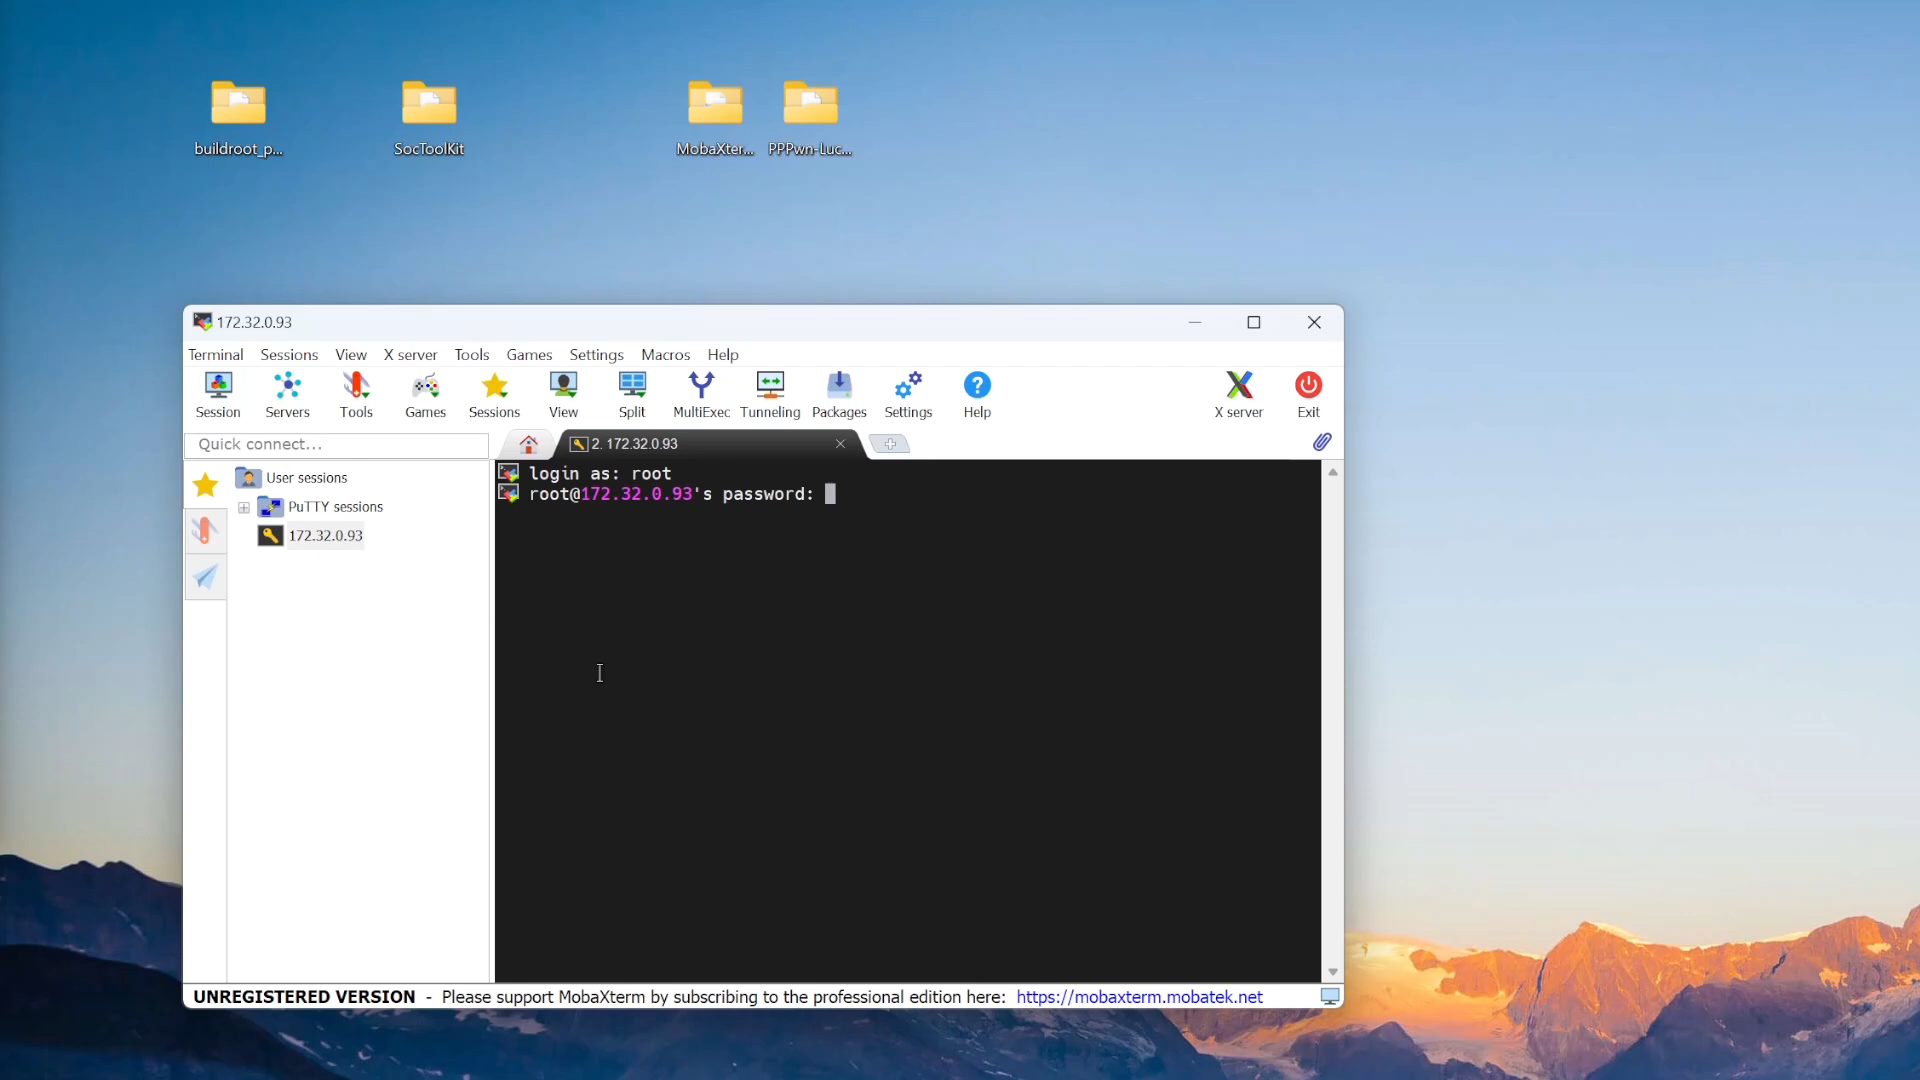 buildroot_p...
SocToolKit
MobaXter...
PPPwn-Luc...
172.32.0.93
Terminal Sessions View X server Tools Games Settings Macros Help
Session Servers Tools Games Sessions View Split MultiExec Tunneling Packages Settings Help X server Exit
Quick connect...
2. 172.32.0.93
User sessions
PuTTY sessions
172.32.0.93
login as: root
root@172.32.0.93's password:
UNREGISTERED VERSION - Please support MobaXterm by subscribing to the professional edition here: https://mobaxterm.mobatek.net